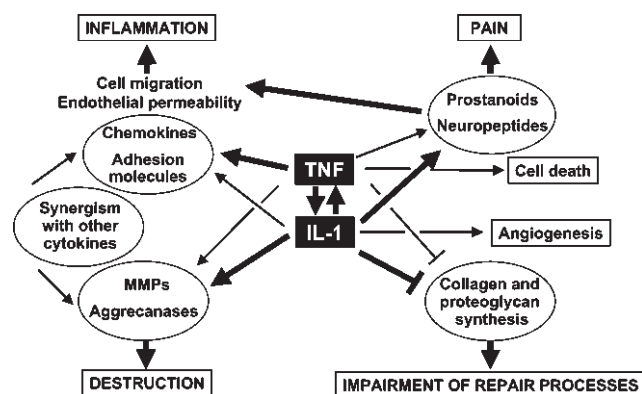 INFLAMMATION
PAIN
Cell migration
Endothelial permeability
Prostanoids
Neuropeptides
Chemokines
Adhesion
molecules
TNF
Cell death
Synergism
with other
cytokines
IL-1
Angiogenesis
MMPs
Aggrecanases
Collagen and
proteoglycan
synthesis
DESTRUCTION
IMPAIRMENT OF REPAIR PROCESSES